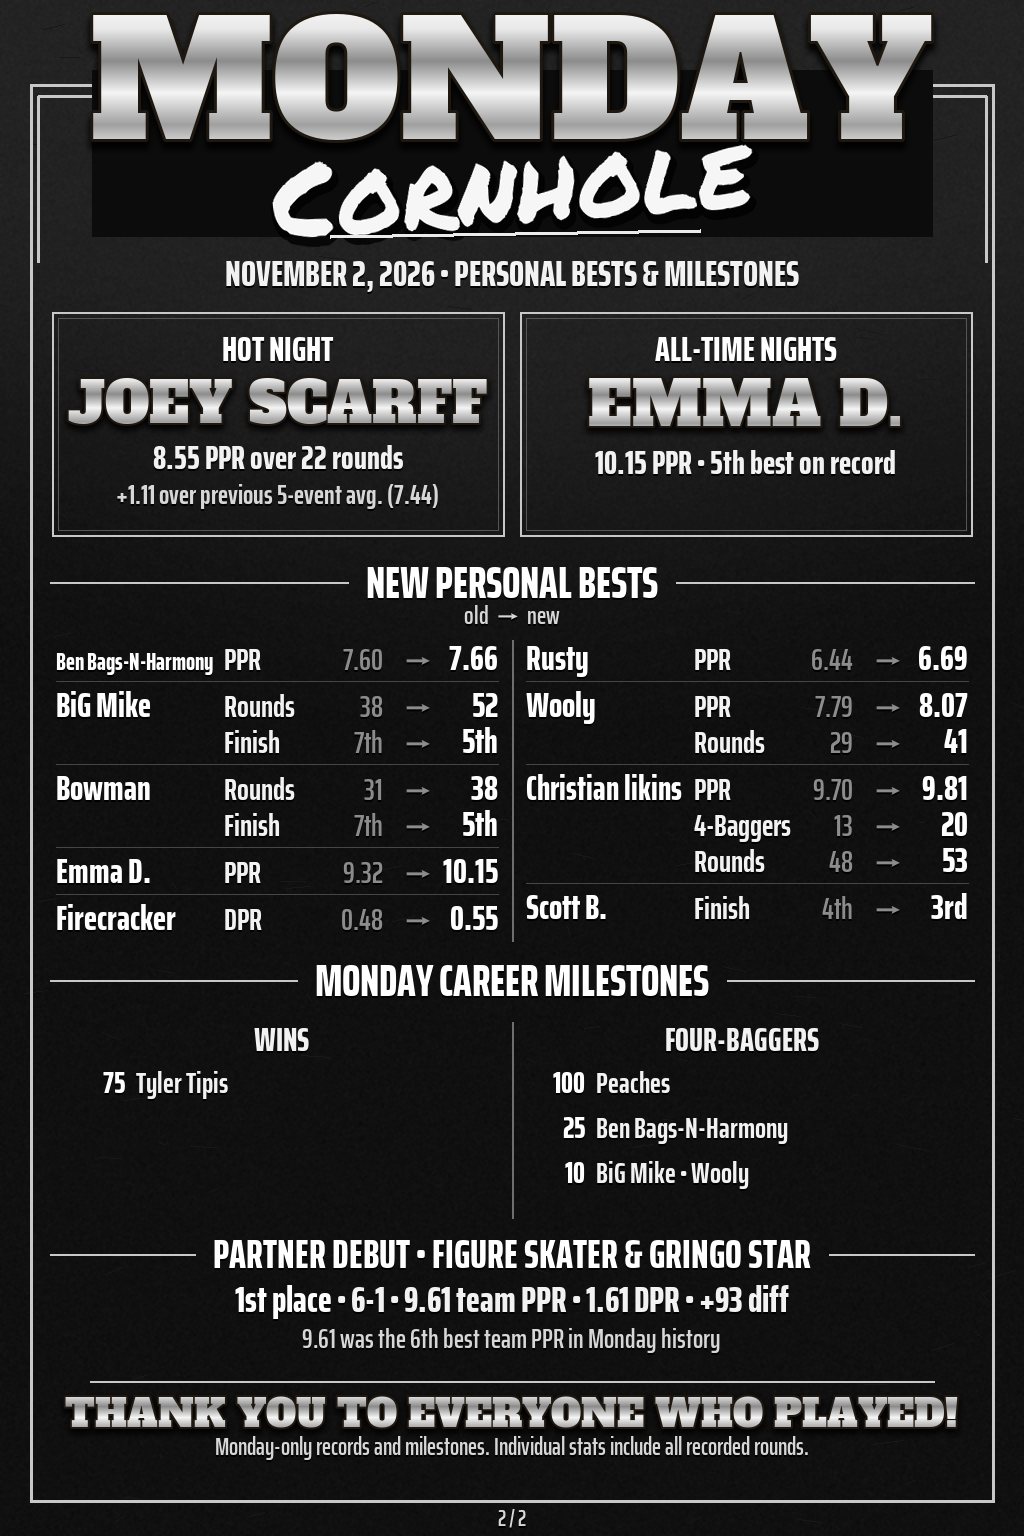 MONDAY
CORNHOLE
NOVEMBER 2, 2026 • PERSONAL BESTS & MILESTONES
HOT NIGHT
JOEY SCARFF
8.55 PPR over 22 rounds
+1.11 over previous 5-event avg. (7.44)
ALL-TIME NIGHTS
EMMA D.
10.15 PPR • 5th best on record
NEW PERSONAL BESTS
old → new
Ben Bags-N-Harmony PPR 7.60 → 7.66
BiG Mike Rounds 38 → 52
Finish 7th → 5th
Bowman Rounds 31 → 38
Finish 7th → 5th
Emma D. PPR 9.32 → 10.15
Firecracker DPR 0.48 → 0.55
Rusty PPR 6.44 → 6.69
Wooly PPR 7.79 → 8.07
Rounds 29 → 41
Christian likins PPR 9.70 → 9.81
4-Baggers 13 → 20
Rounds 48 → 53
Scott B. Finish 4th → 3rd
MONDAY CAREER MILESTONES
WINS
75 Tyler Tipis
FOUR-BAGGERS
100 Peaches
25 Ben Bags-N-Harmony
10 BiG Mike • Wooly
PARTNER DEBUT • FIGURE SKATER & GRINGO STAR
1st place • 6-1 • 9.61 team PPR • 1.61 DPR • +93 diff
9.61 was the 6th best team PPR in Monday history
THANK YOU TO EVERYONE WHO PLAYED!
Monday-only records and milestones. Individual stats include all recorded rounds.
2 / 2